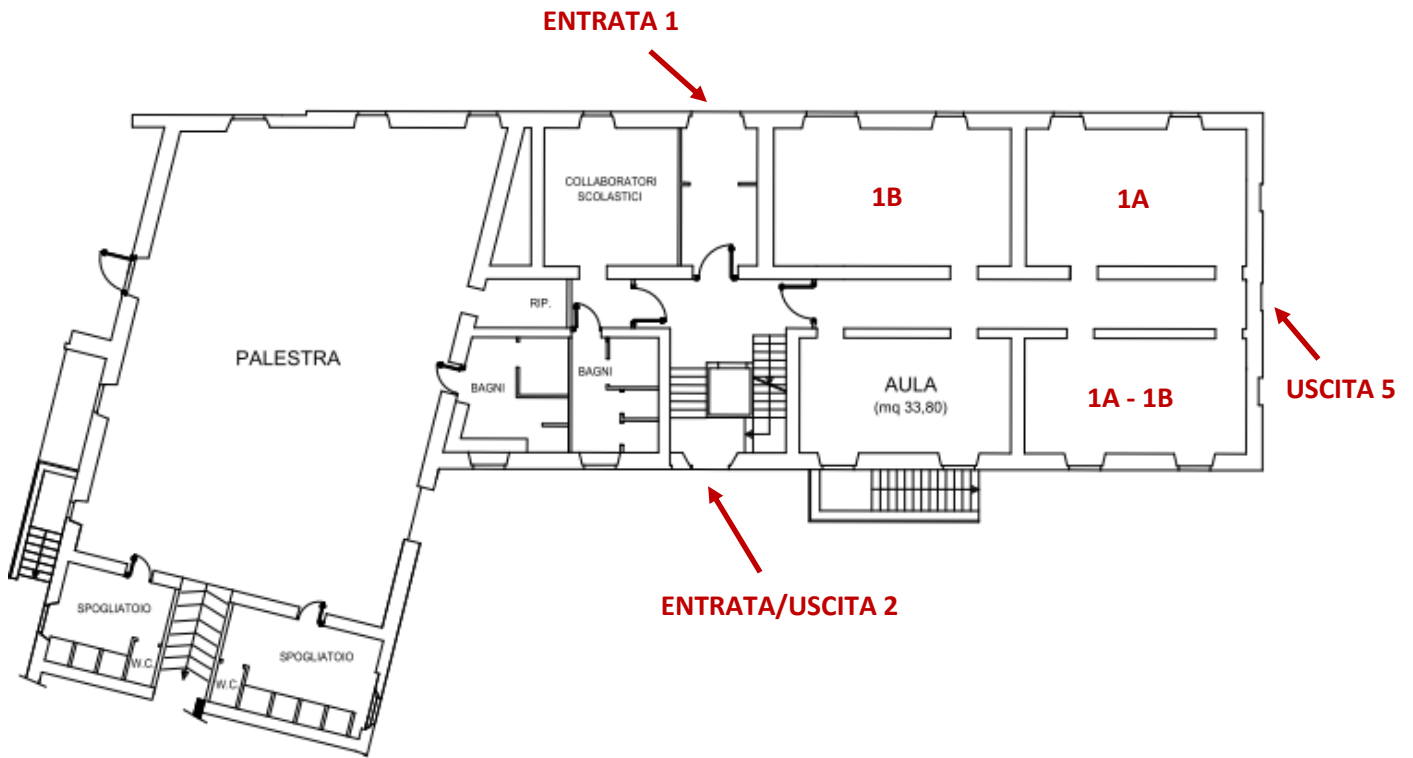 ENTRATA 1
COLLABORATORI
SCOLASTICI
1B
1A
RIP.
PALESTRA
BAGNI
BAGNI
AULA
(mq 33,80)
1A - 1B
USCITA 5
ENTRATA/USCITA 2
SPOGLIATOIO
W.C.
SPOGLIATOIO
W.C.